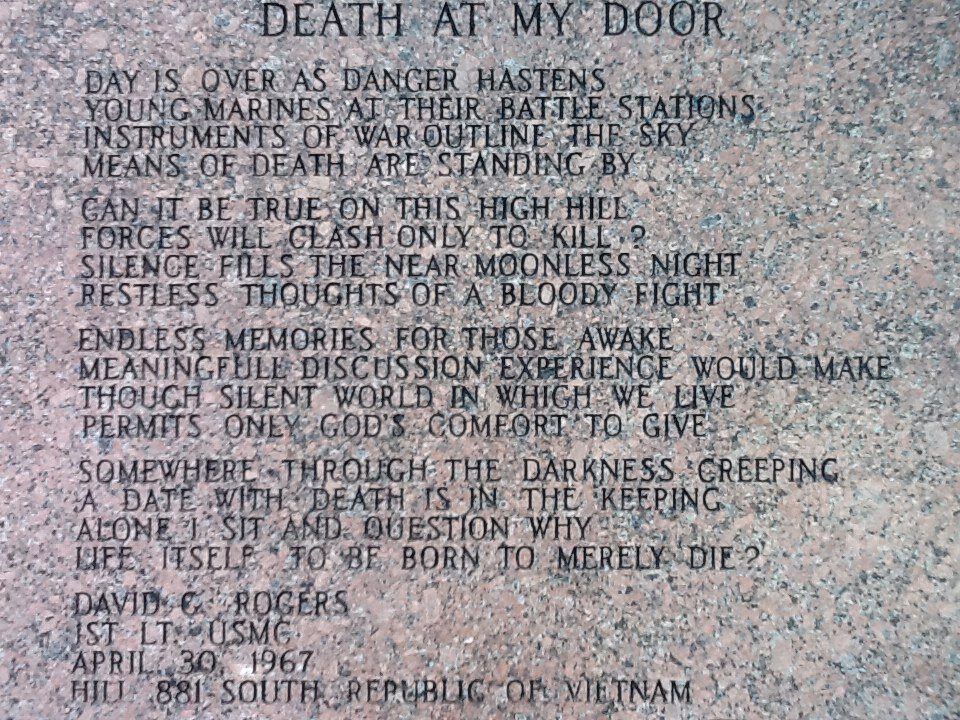 DEATH AT MY DOOR
DAY IS OVER AS DANGER HASTENS
YOUNG MARINES AT THEIR BATTLE STATIONS
INSTRUMENTS OF WAR OUTLINE THE SKY
MEANS OF DEATH ARE STANDING BY
CAN IT BE TRUE ON THIS HIGH HILL
FORCES WILL CLASH ONLY TO KILL ?
SILENCE FILLS THE NEAR MOONLESS NIGHT
RESTLESS THOUGHTS OF A BLOODY FIGHT
ENDLESS MEMORIES FOR THOSE AWAKE
MEANINGFULL DISCUSSION EXPERIENCE WOULD MAKE
THOUGH SILENT WORLD IN WHICH WE LIVE
PERMITS ONLY GOD'S COMFORT TO GIVE
SOMEWHERE THROUGH THE DARKNESS CREEPING
A DATE WITH DEATH IS IN THE KEEPING
ALONE I SIT AND QUESTION WHY
LIFE ITSELF TO BE BORN TO MERELY DIE ?
DAVID G. ROGERS
1ST LT. USMC
APRIL 30, 1967
HILL 881 SOUTH, REPUBLIC OF VIETNAM